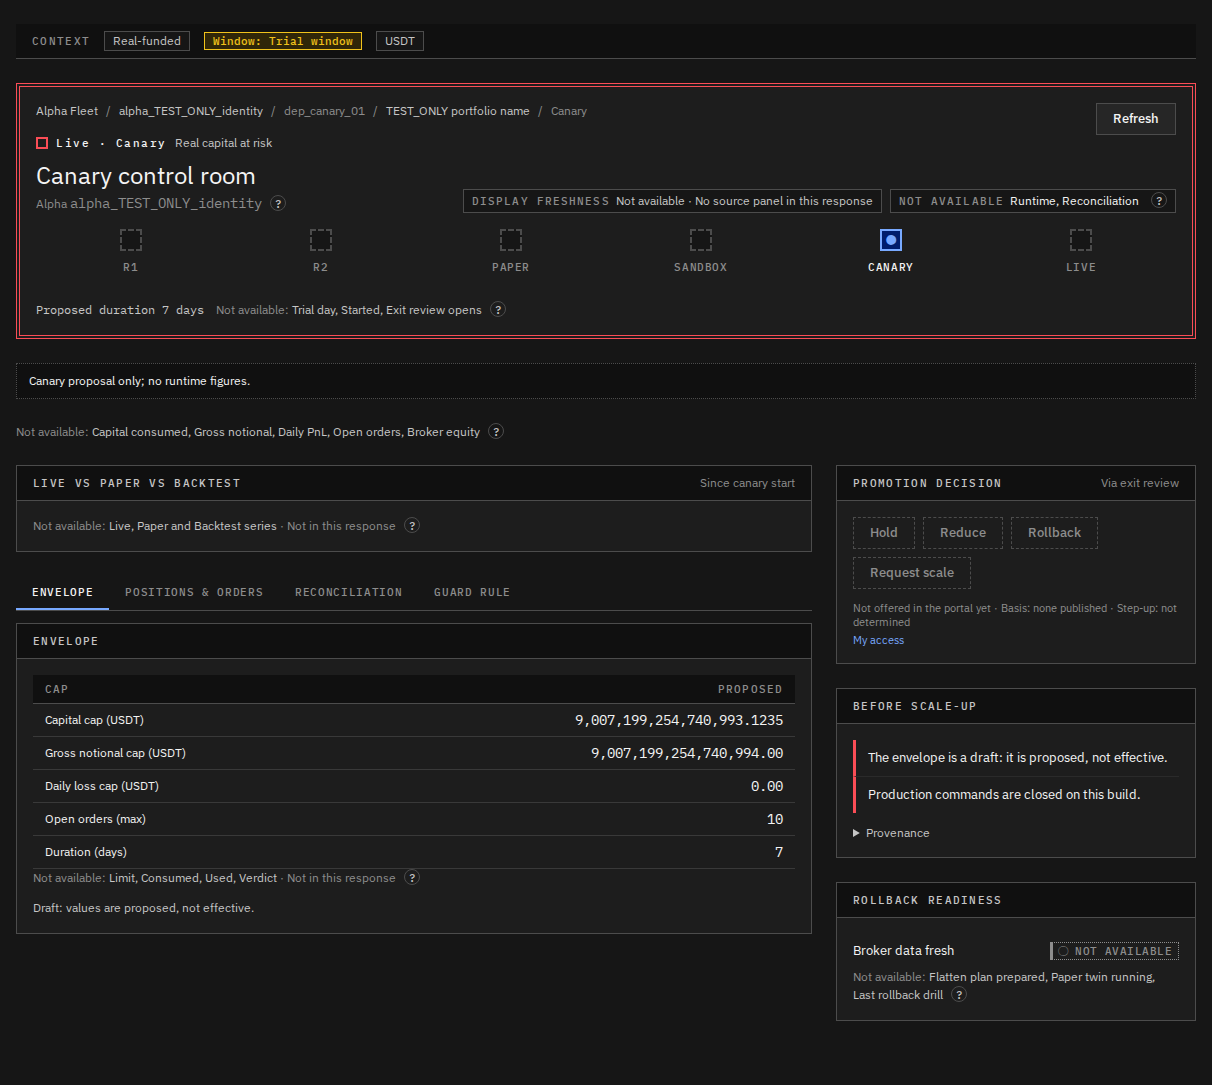 CONTEXT Real-funded Window: Trial window USDT
Alpha Fleet / alpha_TEST_ONLY_identity / dep_canary_01 / TEST_ONLY portfolio name / Canary
Refresh
Live · Canary Real capital at risk
Canary control room
Alpha alpha_TEST_ONLY_identity ?
DISPLAY FRESHNESS Not available · No source panel in this response
NOT AVAILABLE Runtime, Reconciliation ?
R1 R2 PAPER SANDBOX CANARY LIVE
Proposed duration 7 days Not available: Trial day, Started, Exit review opens ?
Canary proposal only; no runtime figures.
Not available: Capital consumed, Gross notional, Daily PnL, Open orders, Broker equity ?
LIVE VS PAPER VS BACKTEST Since canary start
Not available: Live, Paper and Backtest series · Not in this response ?
ENVELOPE POSITIONS & ORDERS RECONCILIATION GUARD RULE
ENVELOPE
CAP PROPOSED
Capital cap (USDT) 9,007,199,254,740,993.1235
Gross notional cap (USDT) 9,007,199,254,740,994.00
Daily loss cap (USDT) 0.00
Open orders (max) 10
Duration (days) 7
Not available: Limit, Consumed, Used, Verdict · Not in this response ?
Draft: values are proposed, not effective.
PROMOTION DECISION Via exit review
Hold Reduce Rollback
Request scale
Not offered in the portal yet · Basis: none published · Step-up: not
determined
My access
BEFORE SCALE-UP
The envelope is a draft: it is proposed, not effective.
Production commands are closed on this build.
Provenance
ROLLBACK READINESS
Broker data fresh NOT AVAILABLE
Not available: Flatten plan prepared, Paper twin running,
Last rollback drill ?